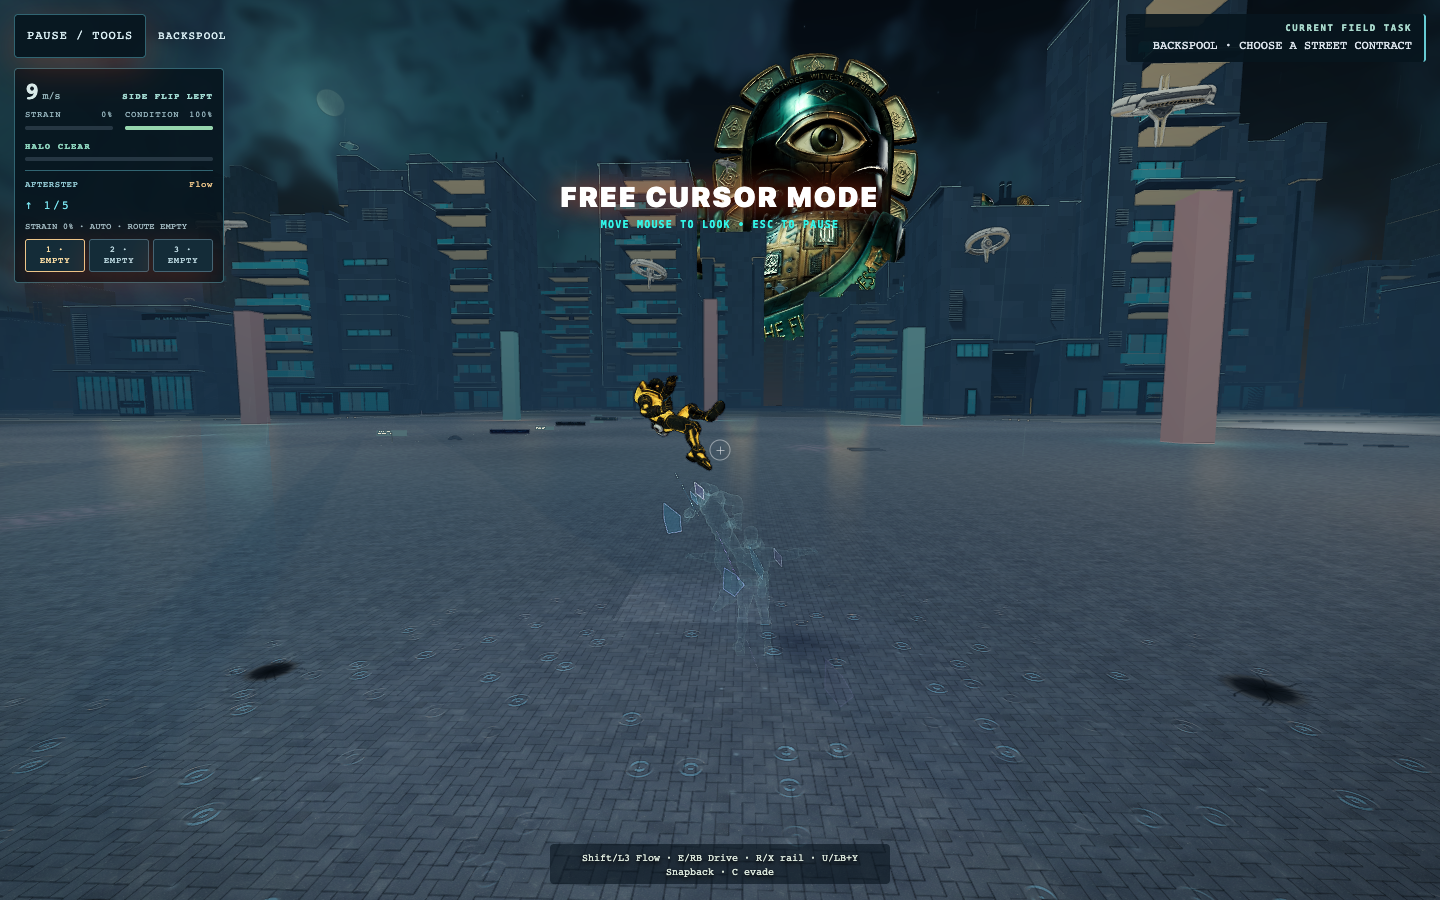 PAUSE / TOOLS
BACKSPOOL
CURRENT FIELD TASK
BACKSPOOL · CHOOSE A STREET CONTRACT
9 m/s
SIDE FLIP LEFT
STRAIN 0%
CONDITION 100%
HALO CLEAR
AFTERSTEP
Flow
↑ 1/5
STRAIN 0% · AUTO · ROUTE EMPTY
1 · EMPTY
2 · EMPTY
3 · EMPTY
FREE CURSOR MODE
MOVE MOUSE TO LOOK · ESC TO PAUSE
Shift/L3 Flow · E/RB Drive · R/X rail · U/LB+Y
Snapback · C evade